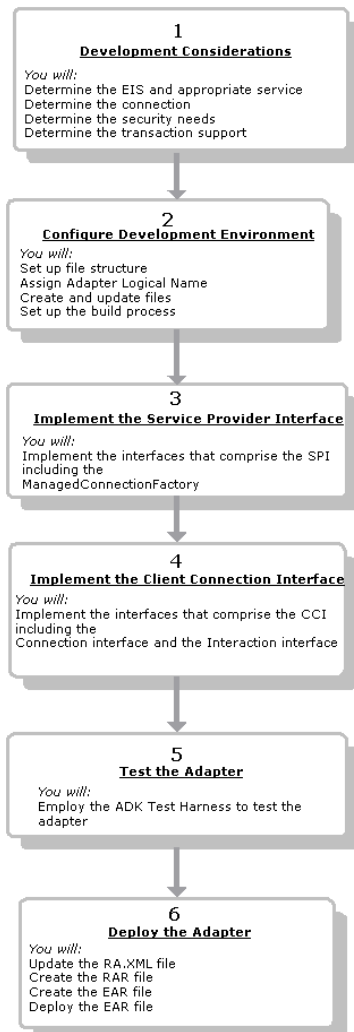 1
Development Considerations
You will:
Determine the EIS and appropriate service
Determine the connection
Determine the security needs
Determine the transaction support
2
Configure Development Environment
You will:
Set up file structure
Assign Adapter Logical Name
Create and update files
Set up the build process
3
Implement the Service Provider Interface
You will:
Implement the interfaces that comprise the SPI
including the
ManagedConnectionFactory
4
Implement the Client Connection Interface
You will:
Implement the interfaces that comprise the CCI
including the
Connection interface and the Interaction interface
5
Test the Adapter
You will:
Employ the ADK Test Harness to test the
adapter
6
Deploy the Adapter
You will:
Update the RA.XML file
Create the RAR file
Create the EAR file
Deploy the EAR file